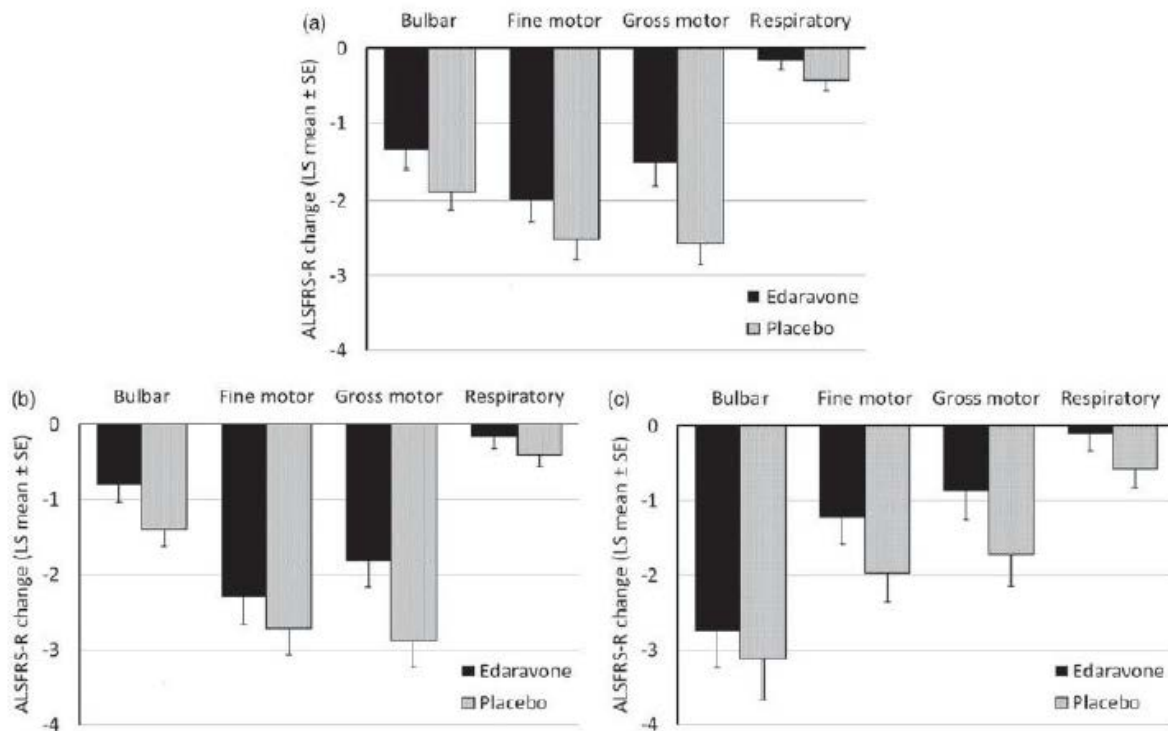 (a)
Bulbar Fine motor Gross motor Respiratory
ALSFRS-R change (LS mean ± SE)
0
-1
-2
-3
-4
Edaravone
Placebo
(b)
Bulbar Fine motor Gross motor Respiratory
ALSFRS-R change (LS mean ± SE)
0
-1
-2
-3
-4
Edaravone
Placebo
(c)
Bulbar Fine motor Gross motor Respiratory
ALSFRS-R change (LS mean ± SE)
0
-1
-2
-3
-4
Edaravone
Placebo